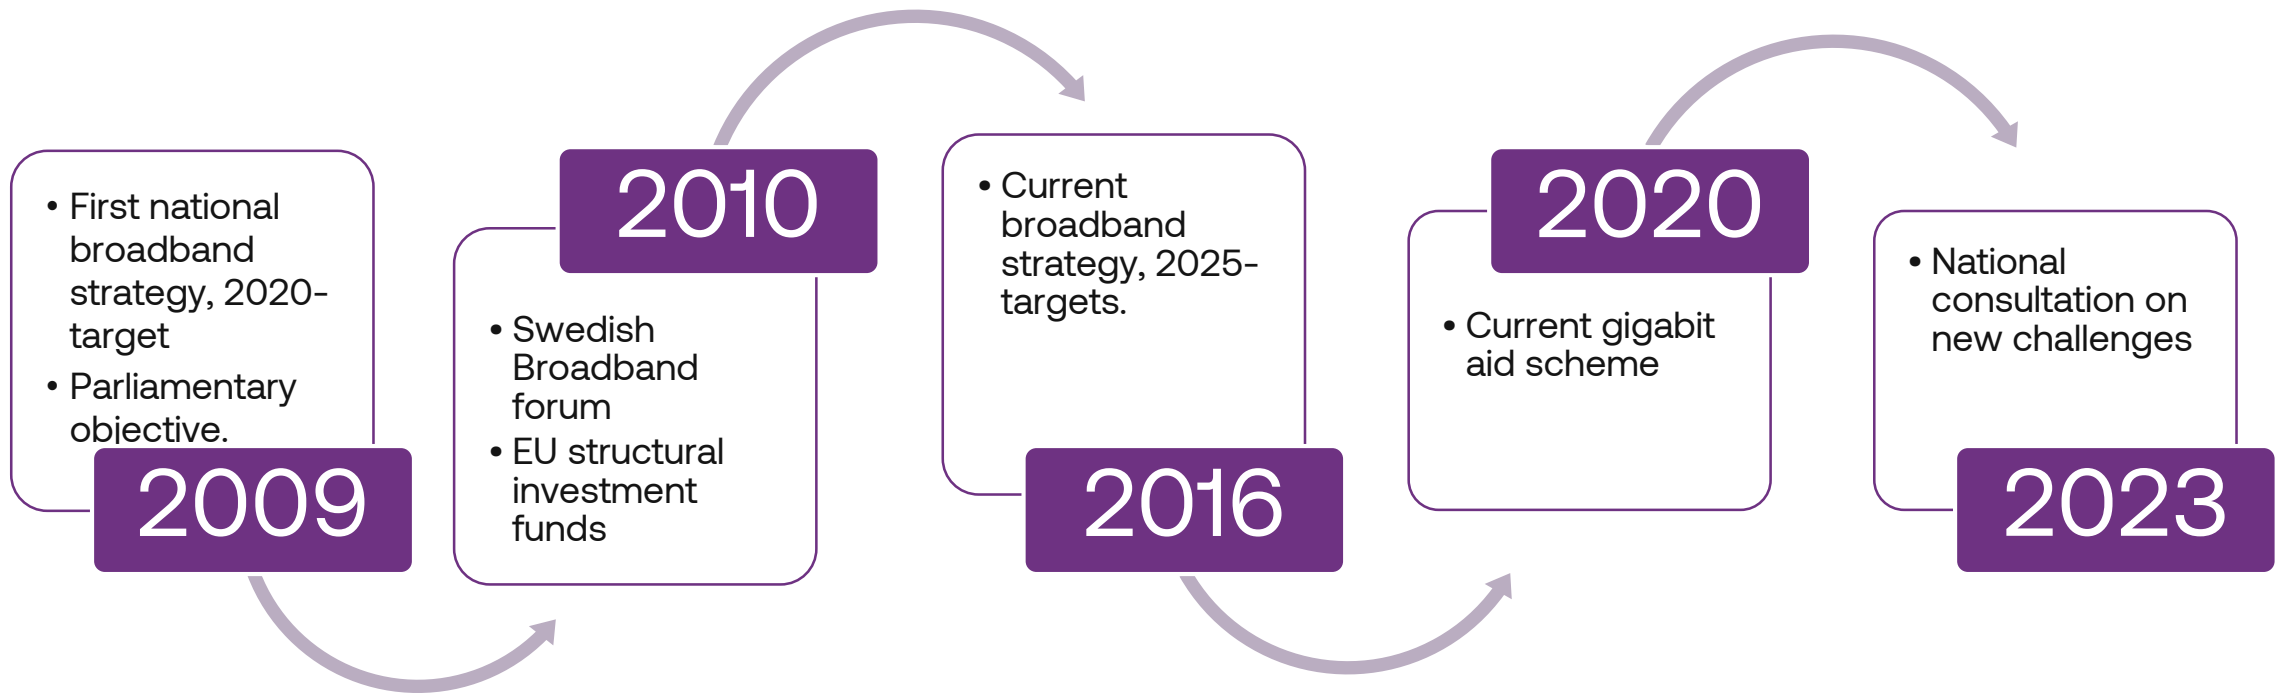 • First national
broadband
strategy, 2020-
target
• Parliamentary
objective.
2009
2010
• Swedish
Broadband
forum
• EU structural
investment
funds
• Current
broadband
strategy, 2025-
targets.
2016
2020
• Current gigabit
aid scheme
• National
consultation on
new challenges
2023